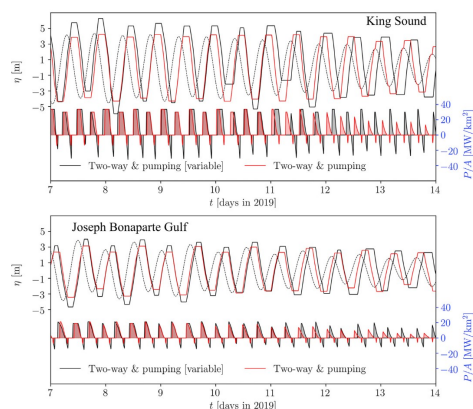 King Sound
5
3
1
−1
−3
−5
η [m]
40
20
0
−20
−40
P/A [MW/km²]
Two-way & pumping [variable]
Two-way & pumping
7 8 9 10 11 12 13 14
t [days in 2019]
Joseph Bonaparte Gulf
5
3
1
−1
−3
η [m]
40
20
0
−20
−40
P/A [MW/km²]
Two-way & pumping [variable]
Two-way & pumping
7 8 9 10 11 12 13 14
t [days in 2019]